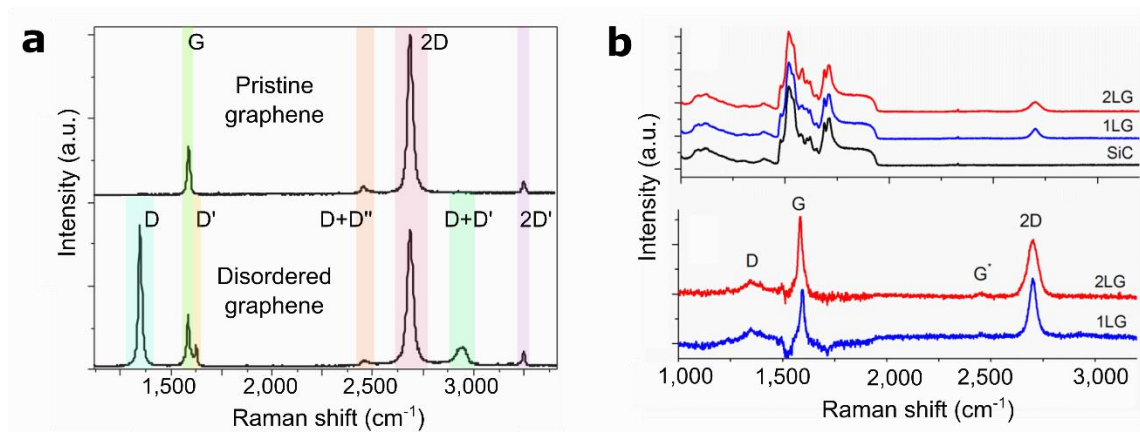 a
G
2D
Pristine
graphene
D
D'
D+D"
D+D'
2D'
Disordered
graphene
Intensity (a.u.)
1,500
2,000
2,500
3,000
Raman shift (cm⁻¹)
b
2LG
1LG
SiC
Intensity (a.u.)
G
2D
D
G*
2LG
1LG
1,000
1,500
2,000
2,500
3,000
Raman shift (cm⁻¹)